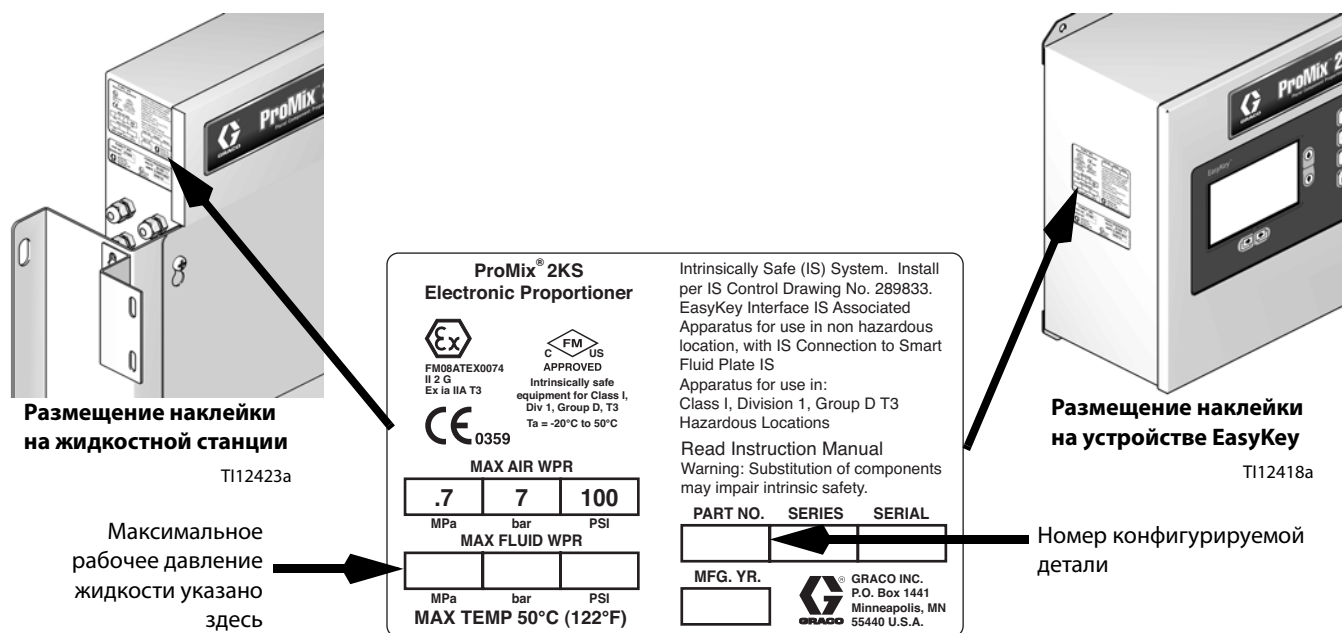 ProMix
GRACO
Размещение наклейки
на жидкостной станции
TI12423a
Максимальное
рабочее давление
жидкости указано
здесь
ProMix® 2KS
Electronic Proportioner
Ex
FM08ATEX0074
II 2 G
Ex ia IIA T3
CE 0359
C FM US
APPROVED
Intrinsically safe
equipment for Class I,
Div 1, Group D, T3
Ta = -20°C to 50°C
MAX AIR WPR
.7 7 100
MPa bar PSI
MAX FLUID WPR
MPa bar PSI
MAX TEMP 50°C (122°F)
Intrinsically Safe (IS) System. Install
per IS Control Drawing No. 289833.
EasyKey Interface IS Associated
Apparatus for use in non hazardous
location, with IS Connection to Smart
Fluid Plate IS
Apparatus for use in:
Class I, Division 1, Group D T3
Hazardous Locations
Read Instruction Manual
Warning: Substitution of components
may impair intrinsic safety.
PART NO. SERIES SERIAL
MFG. YR.
GRACO
®
GRACO INC.
P.O. Box 1441
Minneapolis, MN
55440 U.S.A.
ProMix 2
GRACO
EasyKey
Размещение наклейки
на устройстве EasyKey
TI12418a
Номер конфигурируемой
детали